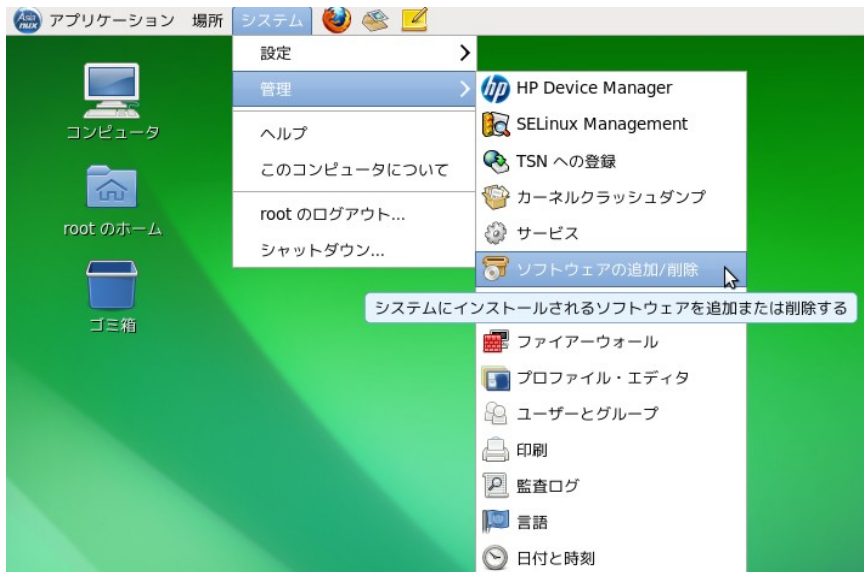 アプリケーション 場所 システム
設定
管理
ヘルプ
このコンピュータについて
root のログアウト...
シャットダウン...
HP Device Manager
SELinux Management
TSN への登録
カーネルクラッシュダンプ
サービス
ソフトウェアの追加/削除
システムにインストールされるソフトウェアを追加または削除する
ファイアーウォール
プロファイル・エディタ
ユーザーとグループ
印刷
監査ログ
言語
日付と時刻
コンピュータ
root のホーム
ゴミ箱
Asianux
hp